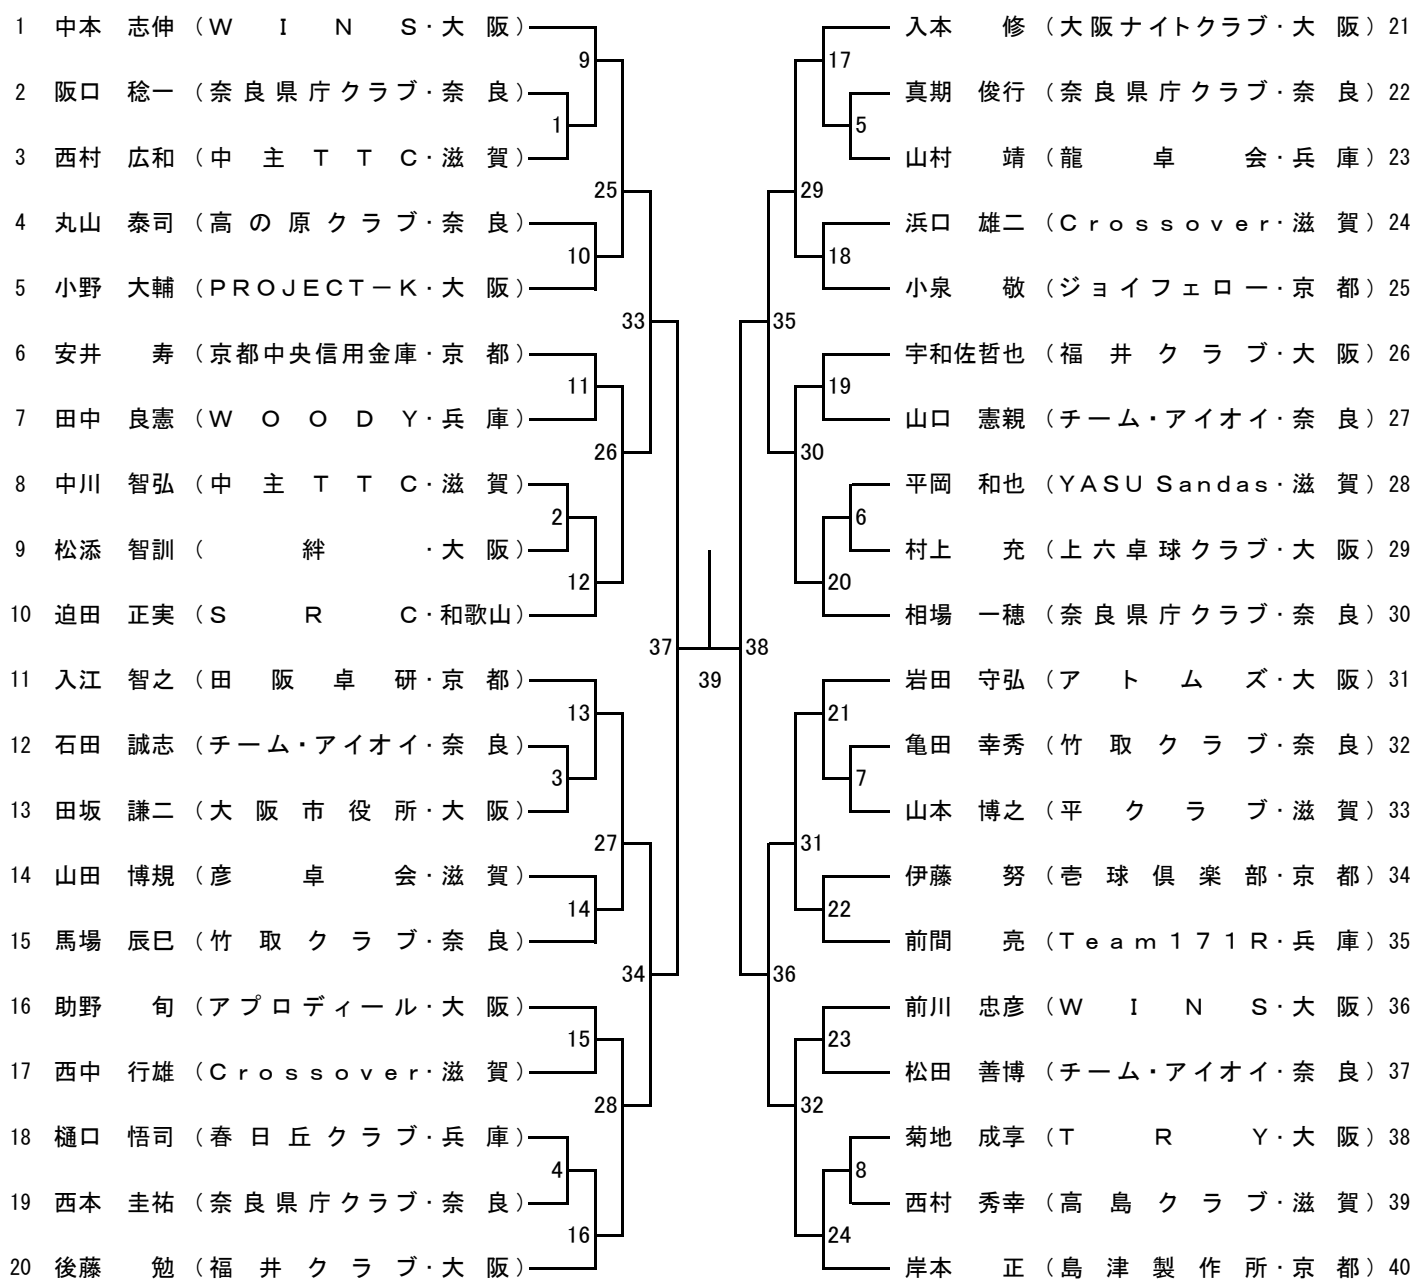 1 中本 志伸 (W I N S・大 阪)
2 阪口 稔一 (奈良県庁クラブ・奈 良)
3 西村 広和 (中 主 T T C・滋 賀)
4 丸山 泰司 (高の原クラブ・奈 良)
5 小野 大輔 (PROJECT-K・大 阪)
6 安井 寿 (京都中央信用金庫・京 都)
7 田中 良憲 (W O O D Y・兵 庫)
8 中川 智弘 (中 主 T T C・滋 賀)
9 松添 智訓 (絆・大 阪)
10 迫田 正実 (S R C・和歌山)
11 入江 智之 (田 阪 卓 研・京 都)
12 石田 誠志 (チーム・アイオイ・奈 良)
13 田坂 謙二 (大 阪 市 役 所・大 阪)
14 山田 博規 (彦 卓 会・滋 賀)
15 馬場 辰巳 (竹 取 ク ラ ブ・奈 良)
16 助野 旬 (アプロディール・大 阪)
17 西中 行雄 (Crossover・滋 賀)
18 樋口 悟司 (春日丘クラブ・兵 庫)
19 西本 圭祐 (奈良県庁クラブ・奈 良)
20 後藤 勉 (福 井 ク ラ ブ・大 阪)
9
1
25
10
33
11
26
2
12
37
13
3
27
14
34
15
28
4
16
39
17
5
29
18
35
19
30
6
20
38
21
7
31
22
36
23
32
8
24
入本 修 (大阪ナイトクラブ・大 阪) 21
真期 俊行 (奈良県庁クラブ・奈 良) 22
山村 靖 (龍 卓 会・兵 庫) 23
浜口 雄二 (Crossover・滋 賀) 24
小泉 敬 (ジョイフェロー・京 都) 25
宇和佐哲也 (福 井 ク ラ ブ・大 阪) 26
山口 憲親 (チーム・アイオイ・奈 良) 27
平岡 和也 (YASU Sandas・滋 賀) 28
村上 充 (上六卓球クラブ・大 阪) 29
相場 一穂 (奈良県庁クラブ・奈 良) 30
岩田 守弘 (ア ト ム ズ・大 阪) 31
亀田 幸秀 (竹 取 ク ラ ブ・奈 良) 32
山本 博之 (平 ク ラ ブ・滋 賀) 33
伊藤 努 (壱 球 倶 楽 部・京 都) 34
前間 亮 (Team171R・兵 庫) 35
前川 忠彦 (W I N S・大 阪) 36
松田 善博 (チーム・アイオイ・奈 良) 37
菊地 成享 (T R Y・大 阪) 38
西村 秀幸 (高 島 ク ラ ブ・滋 賀) 39
岸本 正 (島 津 製 作 所・京 都) 40